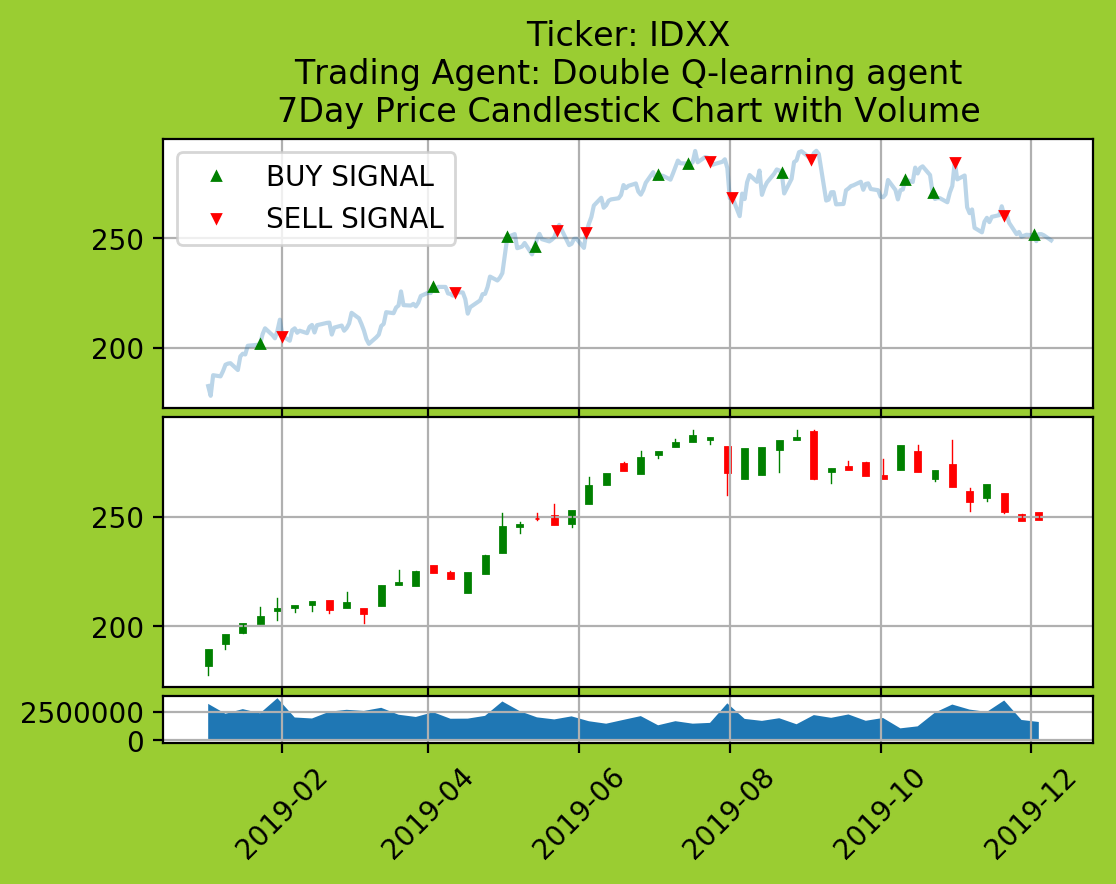 Ticker: IDXX
Trading Agent: Double Q-learning agent
7Day Price Candlestick Chart with Volume
BUY SIGNAL
SELL SIGNAL
250
200
250
200
2500000
0
2019-02
2019-04
2019-06
2019-08
2019-10
2019-12